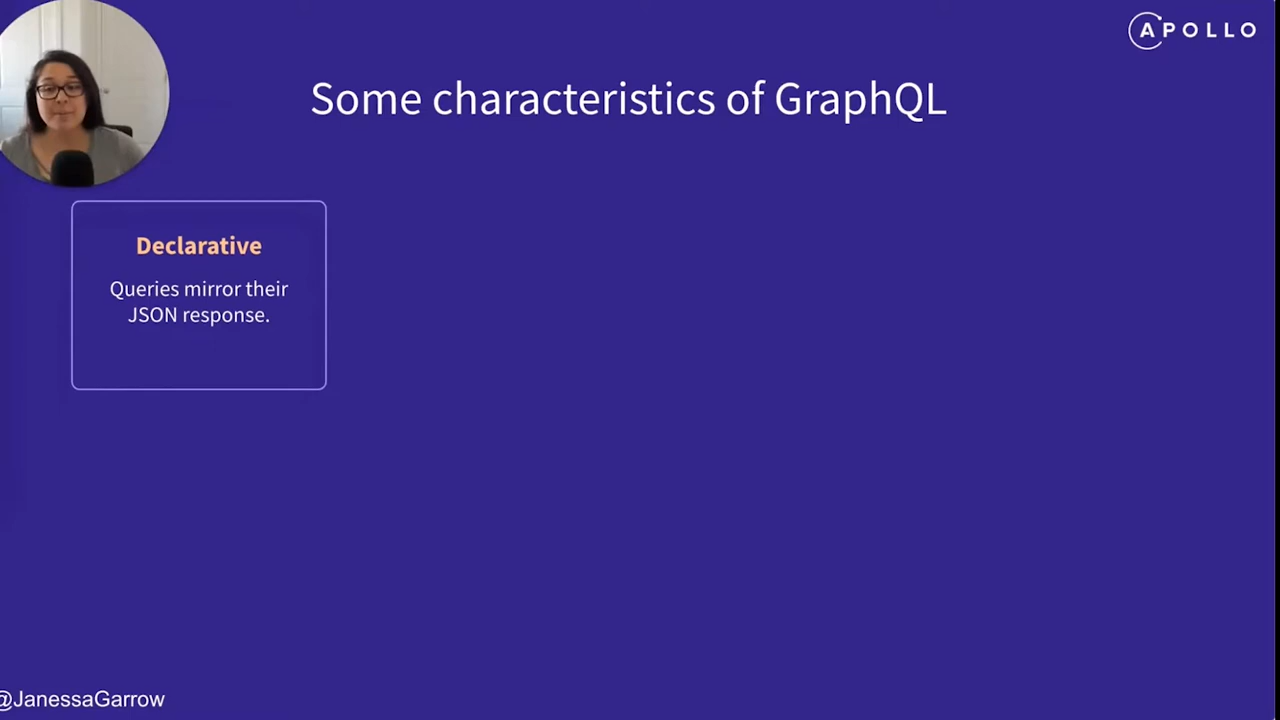 APOLLO
Some characteristics of GraphQL
Declarative
Queries mirror their
JSON response.
@JanessaGarrow